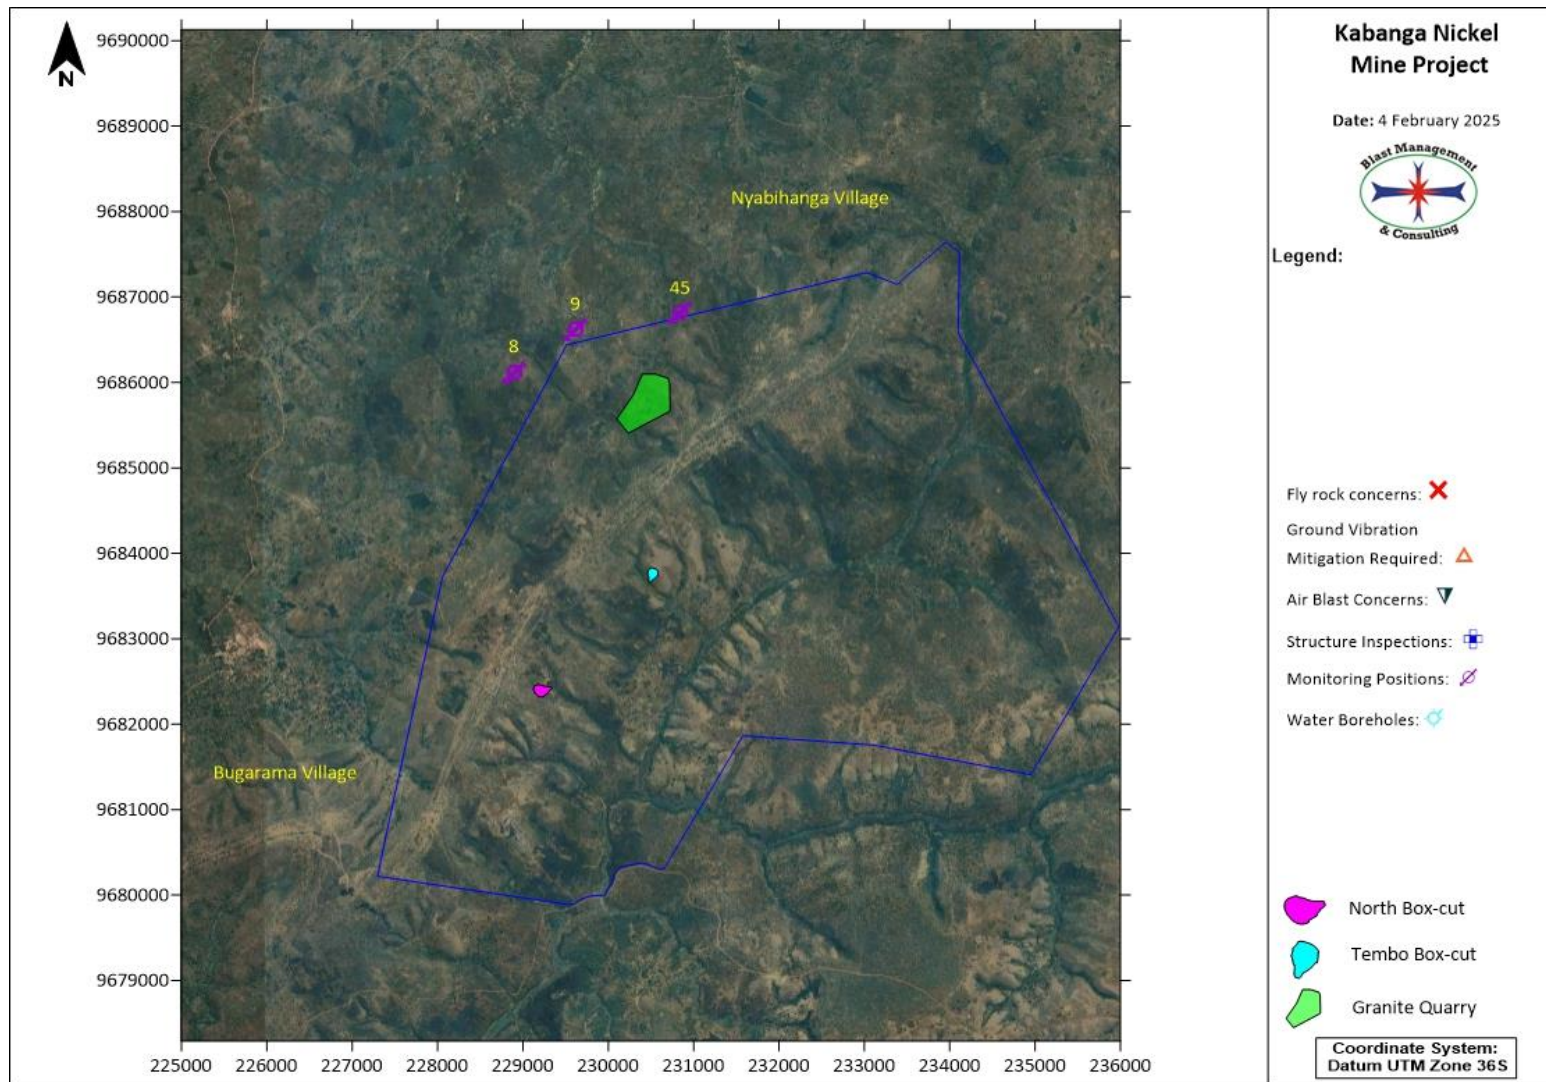 N
9690000
9689000
9688000
9687000
9686000
9685000
9684000
9683000
9682000
9681000
9680000
9679000
225000 226000 227000 228000 229000 230000 231000 232000 233000 234000 235000 236000
Nyabihanga Village
45
9
8
Bugarama Village
Kabanga Nickel
Mine Project
Date: 4 February 2025
Blast Management
& Consulting
Legend:
Fly rock concerns:
Ground Vibration
Mitigation Required:
Air Blast Concerns:
Structure Inspections:
Monitoring Positions:
Water Boreholes:
North Box-cut
Tembo Box-cut
Granite Quarry
Coordinate System:
Datum UTM Zone 36S